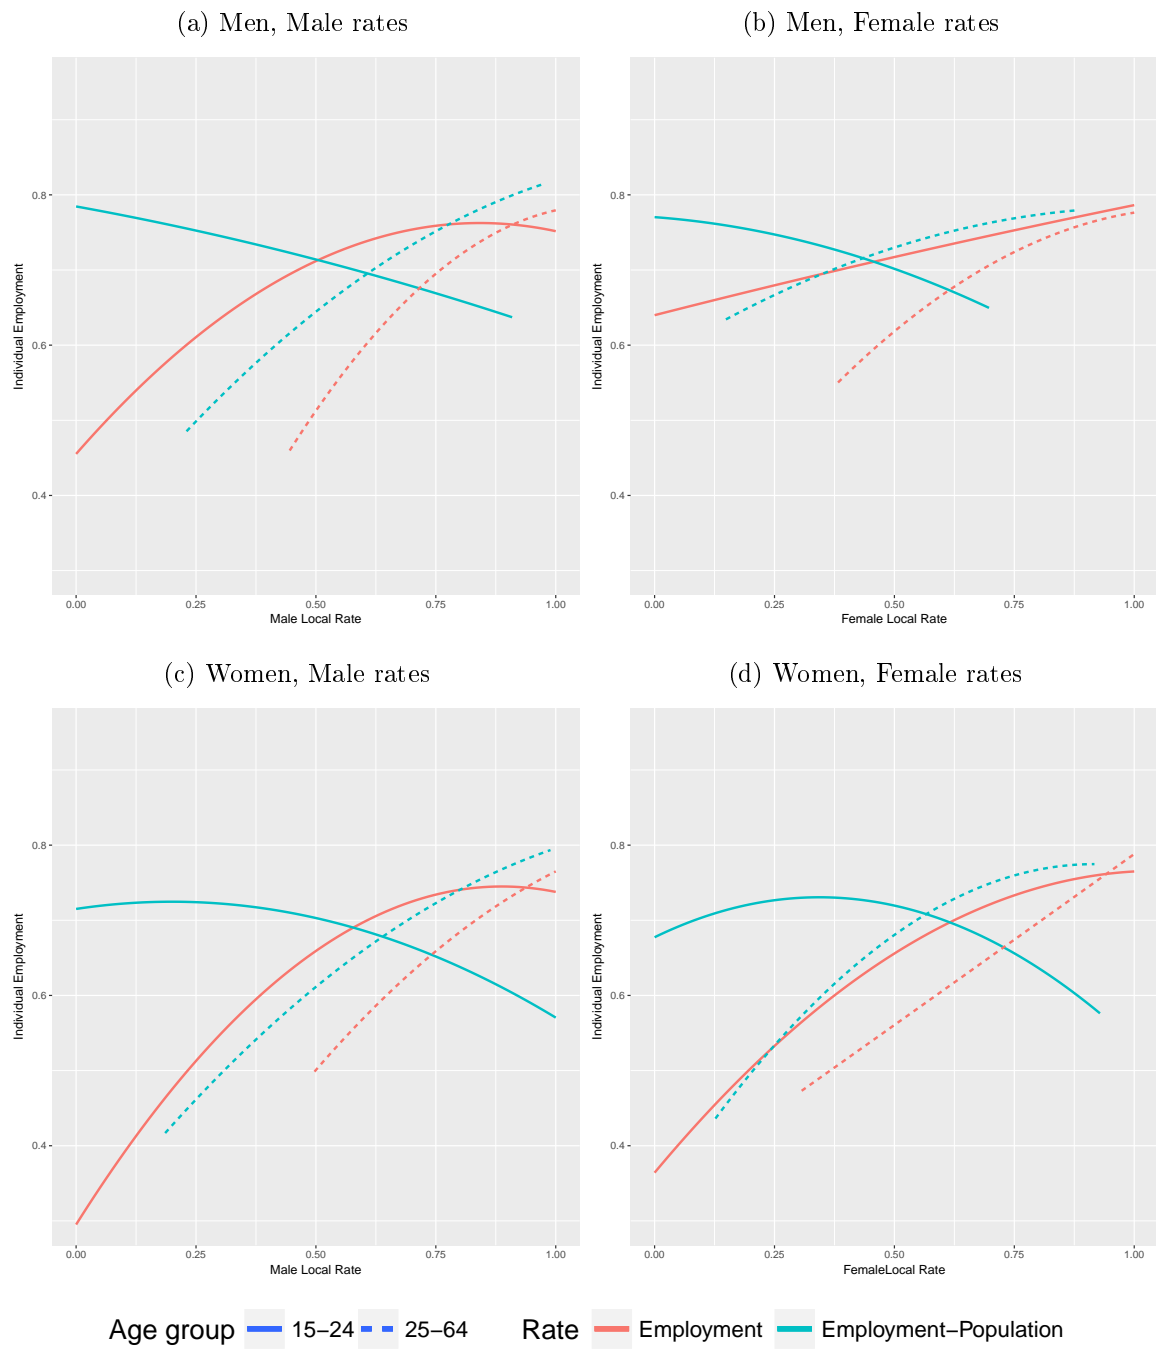 (a) Men, Male rates
(b) Men, Female rates
Individual Employment
0.8
0.6
0.4
0.00 0.25 0.50 0.75 1.00
Male Local Rate
Individual Employment
0.8
0.6
0.4
0.00 0.25 0.50 0.75 1.00
Female Local Rate
(c) Women, Male rates
(d) Women, Female rates
Individual Employment
0.8
0.6
0.4
0.00 0.25 0.50 0.75 1.00
Male Local Rate
Individual Employment
0.8
0.6
0.4
0.00 0.25 0.50 0.75 1.00
FemaleLocal Rate
Age group 15−24 25−64 Rate Employment Employment−Population